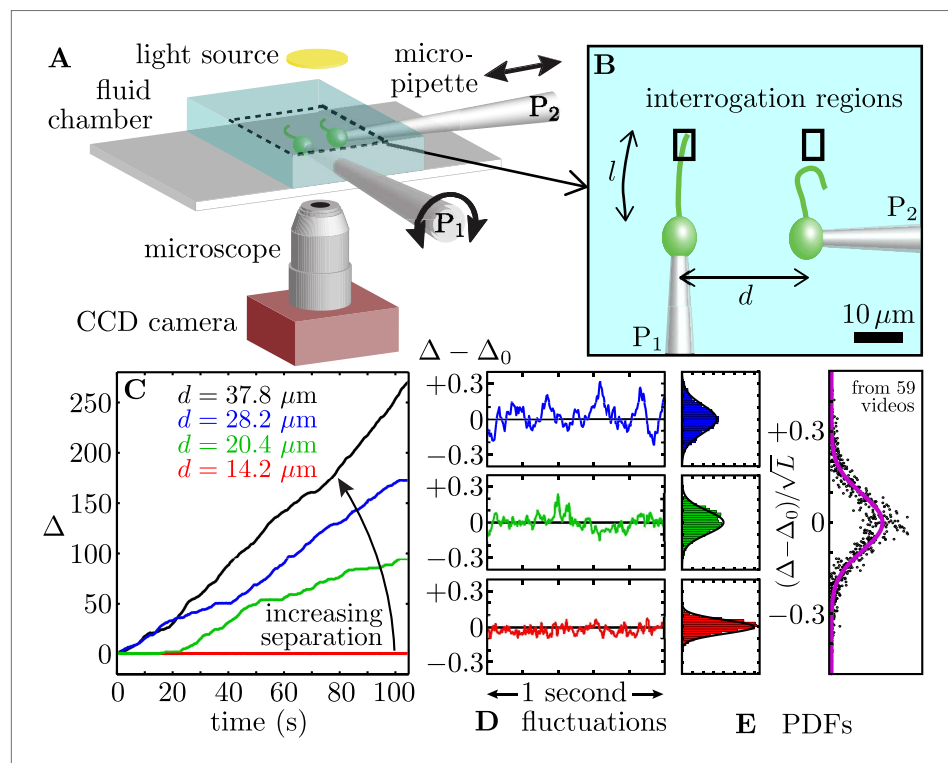 A
light source
fluid
chamber
micro-
pipette
P₂
P₁
microscope
CCD camera
B
interrogation regions
l
P₂
d
10 μm
P₁
C
d = 37.8 μm
d = 28.2 μm
d = 20.4 μm
d = 14.2 μm
250
200
150
100
50
0
Δ
increasing
separation
0 20 40 60 80 100
time (s)
Δ − Δ₀
+0.3
0
−0.3
+0.3
0
−0.3
+0.3
0
−0.3
1 second
D fluctuations
from 59
videos
(Δ−Δ₀)/√L
+0.3
0
−0.3
E PDFs